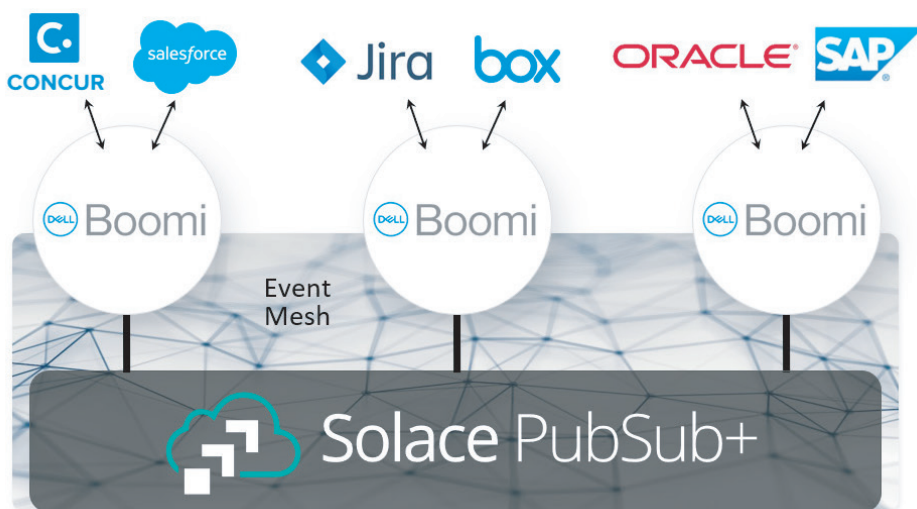 C.
CONCUR
salesforce
Jira
box
ORACLE®
SAP®
DELL Boomi
DELL Boomi
DELL Boomi
Event
Mesh
Solace PubSub+